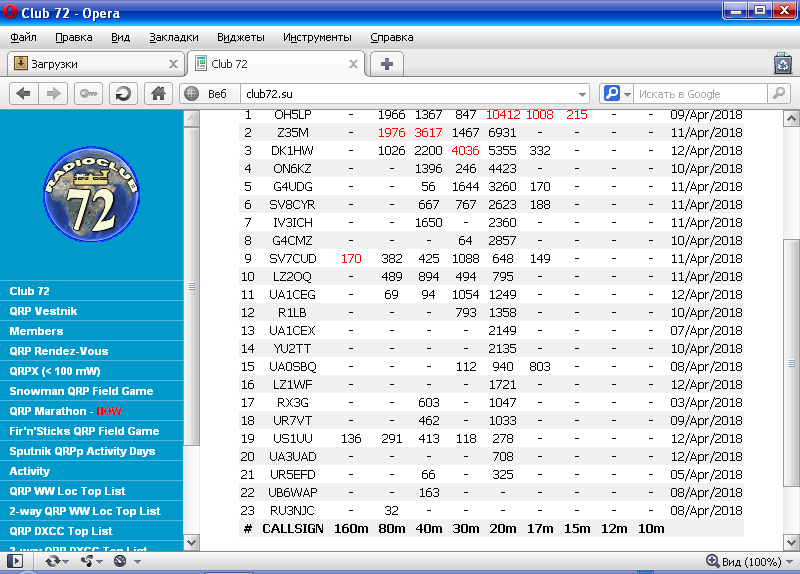 Club 72 - Opera
Файл Правка Вид Закладки Виджеты Инструменты Справка
Загрузки Club 72
Веб club72.su Искать в Google
RADIOCLUB
72
Club 72
QRP Vestnik
Members
QRP Rendez-Vous
QRPX (< 100 mW)
Snowman QRP Field Game
QRP Marathon - NOW
Fir'n'Sticks QRP Field Game
Sputnik QRPp Activity Days
Activity
QRP WW Loc Top List
2-way QRP WW Loc Top List
QRP DXCC Top List
2-way QRP DXCC Top List
1 OH5LP - 1966 1367 847 10412 1008 215 - - 09/Apr/2018
2 Z35M - 1976 3617 1467 6931 - - - - 11/Apr/2018
3 DK1HW - 1026 2200 4036 5355 332 - - - 12/Apr/2018
4 ON6KZ - - 1396 246 4423 - - - - 10/Apr/2018
5 G4UDG - - 56 1644 3260 170 - - - 11/Apr/2018
6 SV8CYR - - 667 767 2623 188 - - - 11/Apr/2018
7 IV3ICH - - 1650 - 2360 - - - - 11/Apr/2018
8 G4CMZ - - - 64 2857 - - - - 10/Apr/2018
9 SV7CUD 170 382 425 1088 648 149 - - - 11/Apr/2018
10 LZ2OQ - 489 894 494 795 - - - - 11/Apr/2018
11 UA1CEG - 69 94 1054 1249 - - - - 12/Apr/2018
12 R1LB - - - 793 1358 - - - - 10/Apr/2018
13 UA1CEX - - - - 2149 - - - - 07/Apr/2018
14 YU2TT - - - - 2135 - - - - 10/Apr/2018
15 UA0SBQ - - - 112 940 803 - - - 08/Apr/2018
16 LZ1WF - - - - 1721 - - - - 12/Apr/2018
17 RX3G - - 603 - 1047 - - - - 03/Apr/2018
18 UR7VT - - 462 - 1033 - - - - 09/Apr/2018
19 US1UU 136 291 413 118 278 - - - - 12/Apr/2018
20 UA3UAD - - - - 708 - - - - 12/Apr/2018
21 UR5EFD - - 66 - 325 - - - - 05/Apr/2018
22 UB6WAP - - 163 - - - - - - 08/Apr/2018
23 RU3NJC - 32 - - - - - - - 08/Apr/2018
# CALLSIGN 160m 80m 40m 30m 20m 17m 15m 12m 10m
Вид (100%)